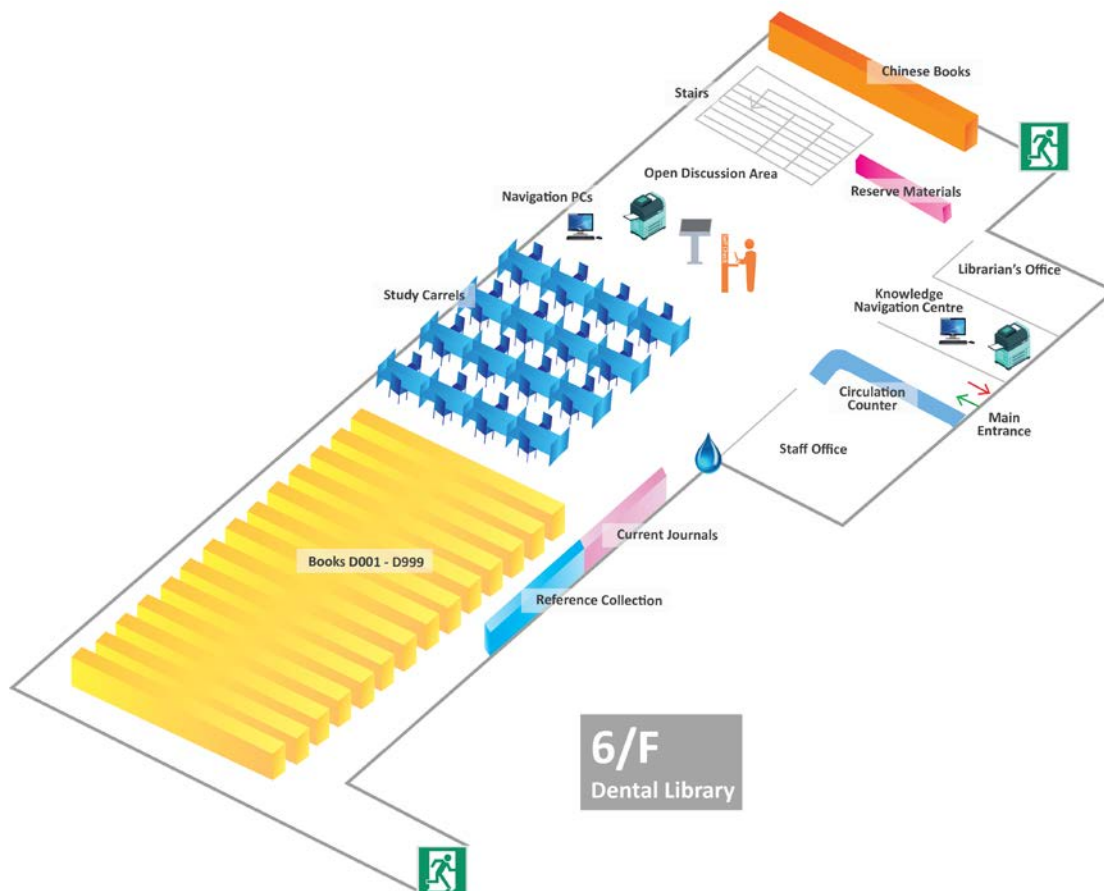 Chinese Books
Stairs
Open Discussion Area
Reserve Materials
Navigation PCs
Librarian's Office
Study Carrels
Knowledge
Navigation Centre
Circulation
Counter
Main
Entrance
Staff Office
Current Journals
Books D001 - D999
Reference Collection
6/F
Dental Library